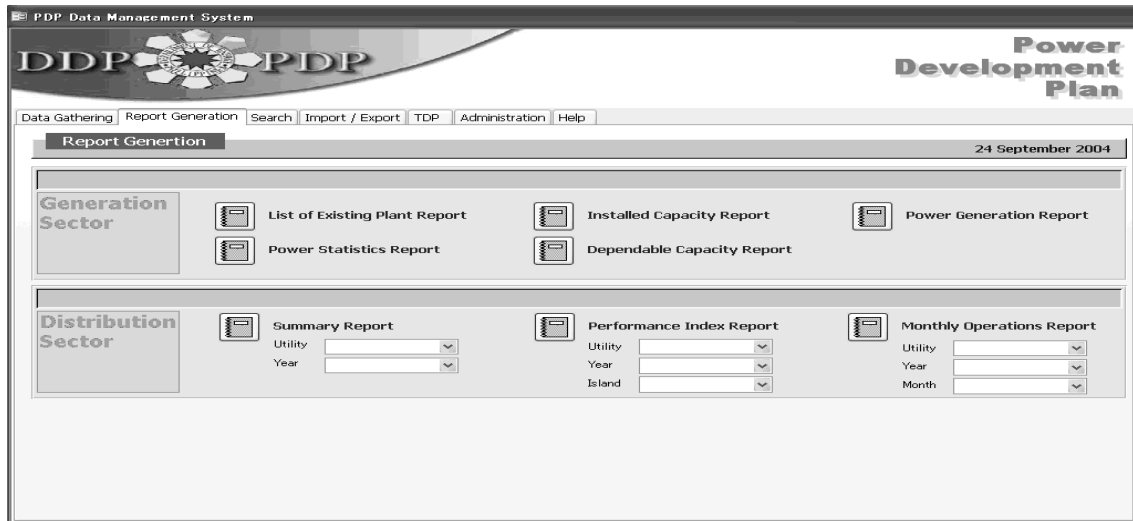 PDP Data Management System
DDP PDP
Power
Development
Plan
Data Gathering Report Generation Search Import / Export TDP Administration Help
Report Genertion
24 September 2004
Generation
Sector
List of Existing Plant Report
Installed Capacity Report
Power Generation Report
Power Statistics Report
Dependable Capacity Report
Distribution
Sector
Summary Report
Utility
Year
Performance Index Report
Utility
Year
Island
Monthly Operations Report
Utility
Year
Month